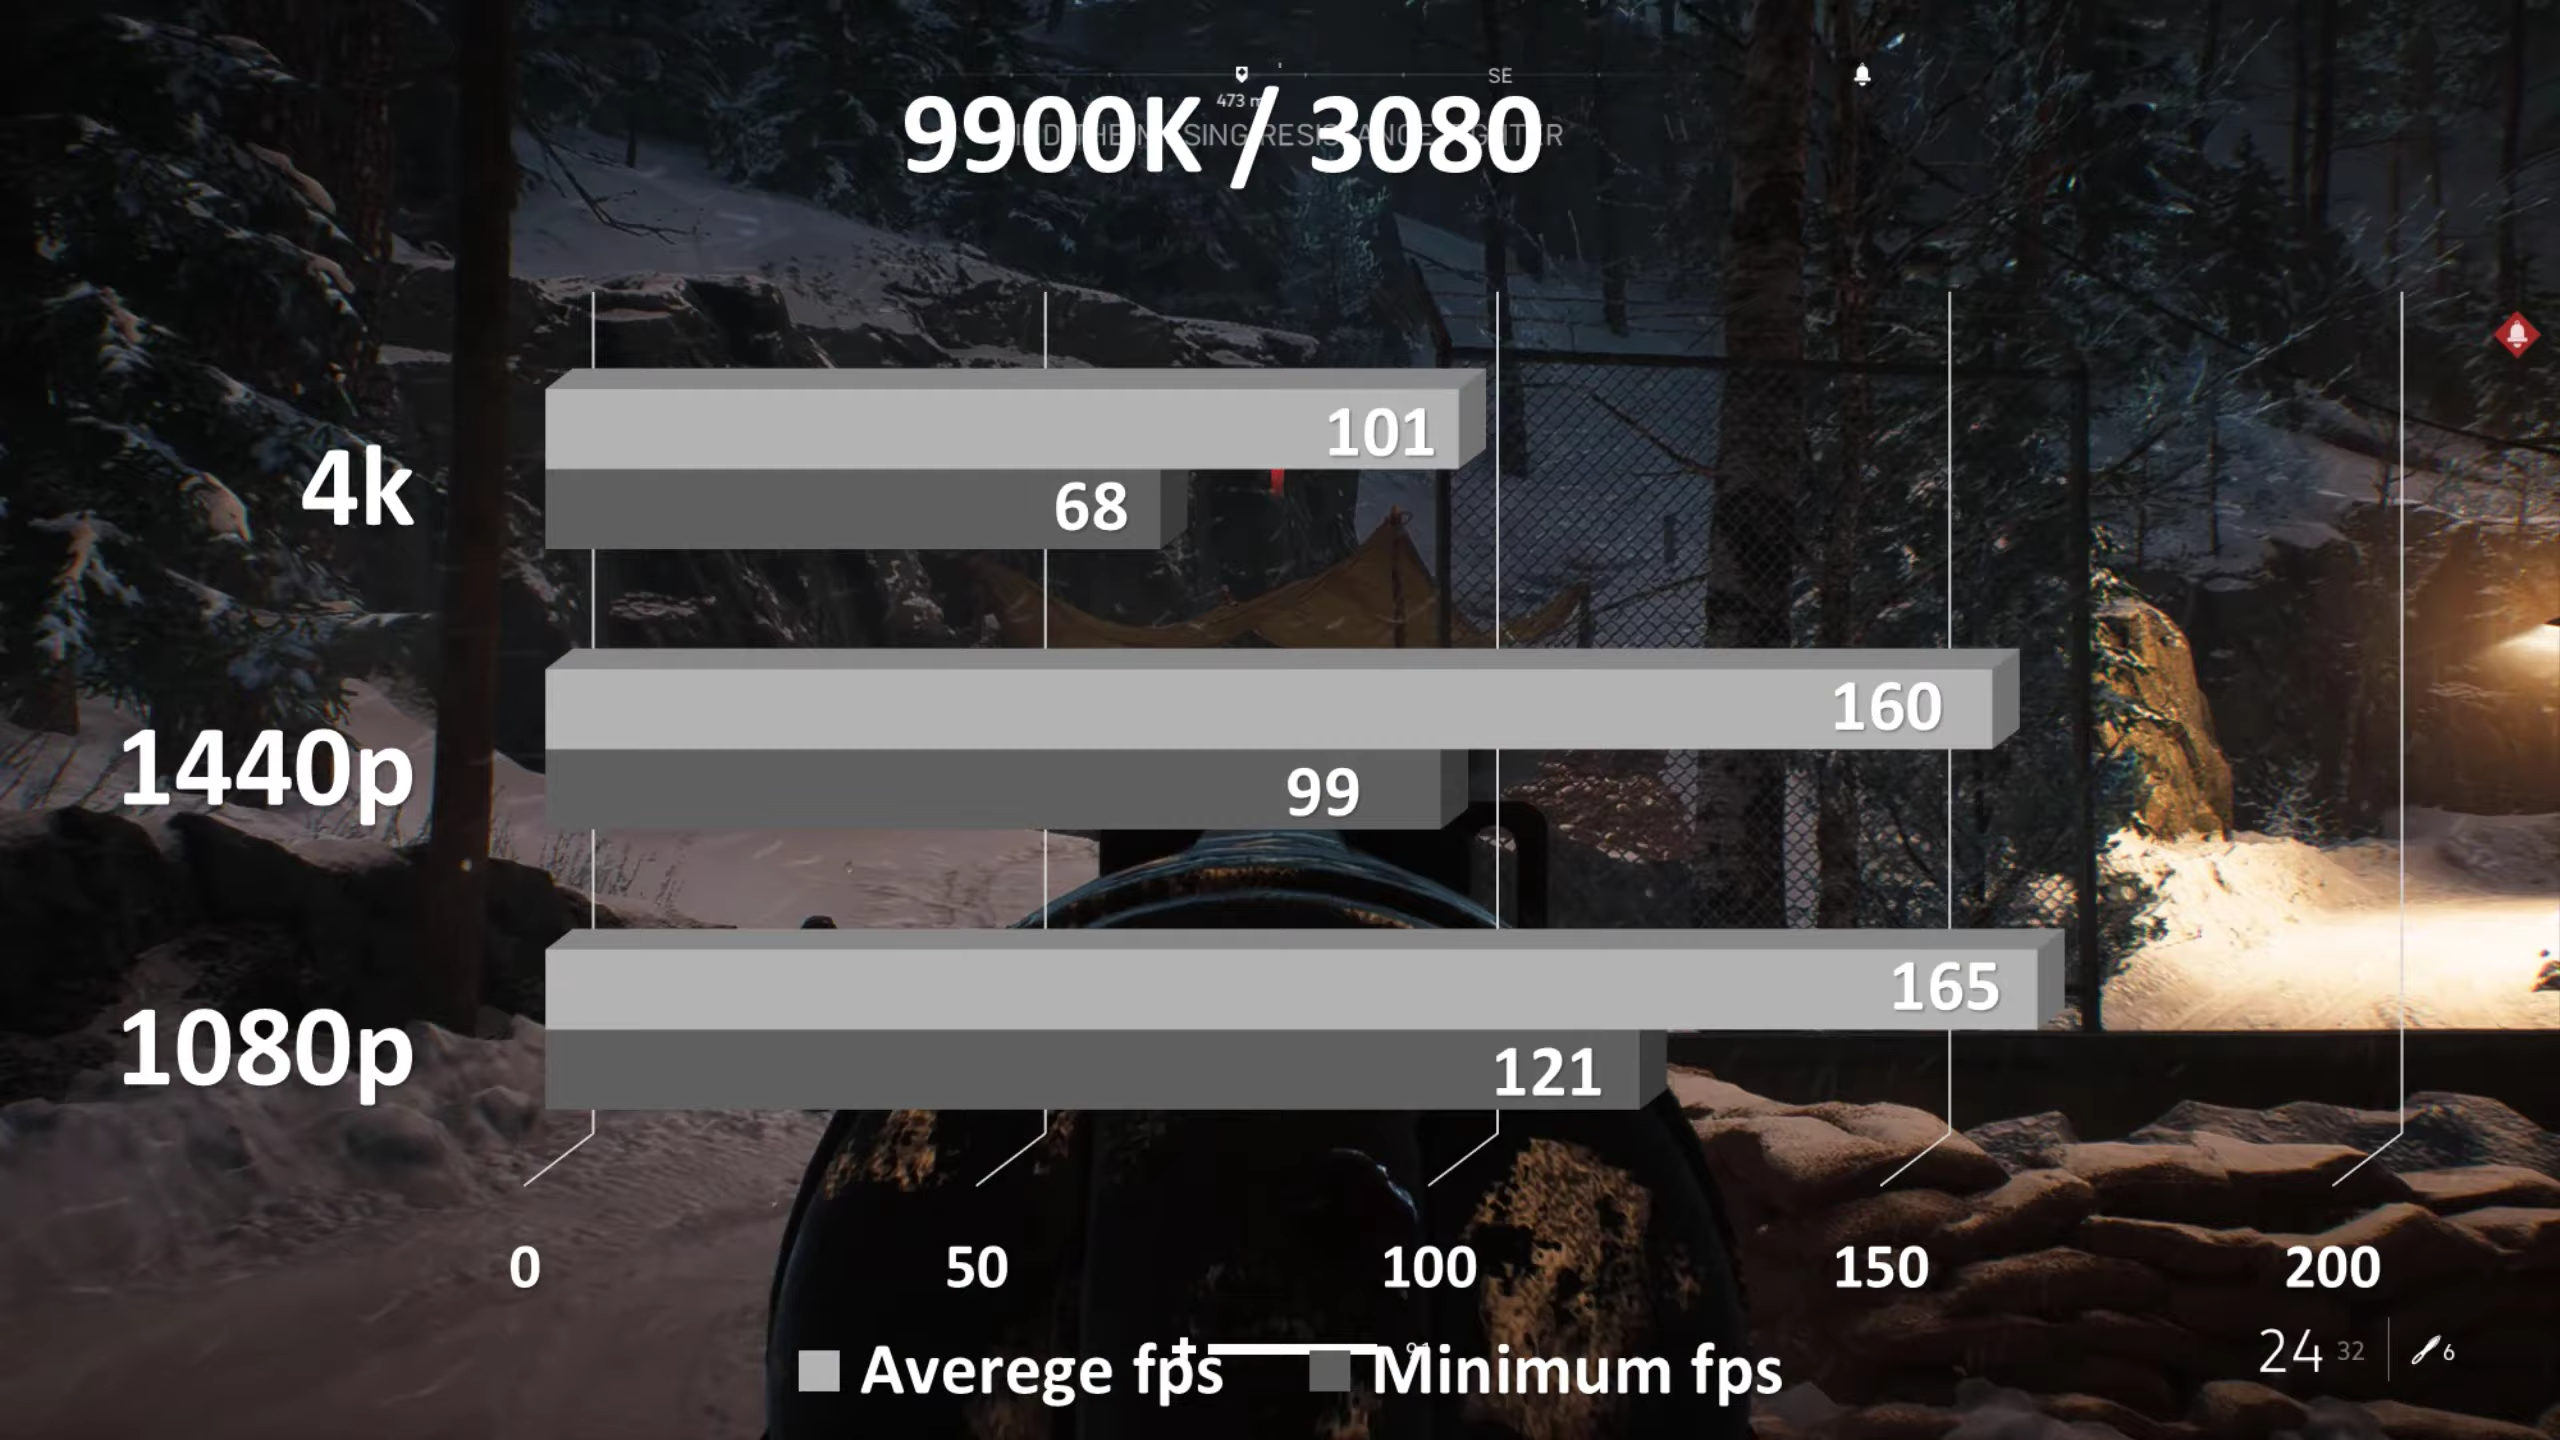 SE
473 m
9900K / 3080
4k
101
68
1440p
160
99
1080p
165
121
0 50 100 150 200
Averege fps Minimum fps
24 32 6